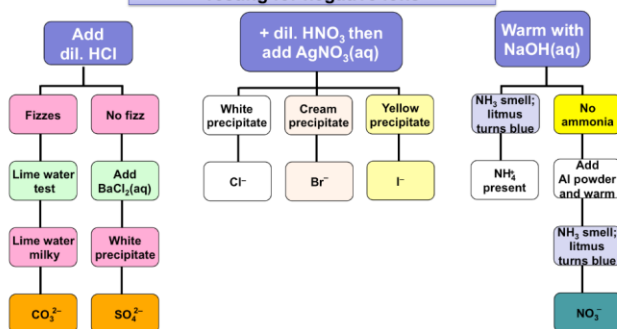 Add
dil. HCl
+ dil. HNO₃ then
add AgNO₃(aq)
Warm with
NaOH(aq)
Fizzes
No fizz
White
precipitate
Cream
precipitate
Yellow
precipitate
NH₃ smell;
litmus
turns blue
No
ammonia
Lime water
test
Add
BaCl₂(aq)
Cl⁻
Br⁻
I⁻
NH₄⁺
present
Add
Al powder
and warm
Lime water
milky
White
precipitate
NH₃ smell;
litmus
turns blue
CO₃²⁻
SO₄²⁻
NO₃⁻